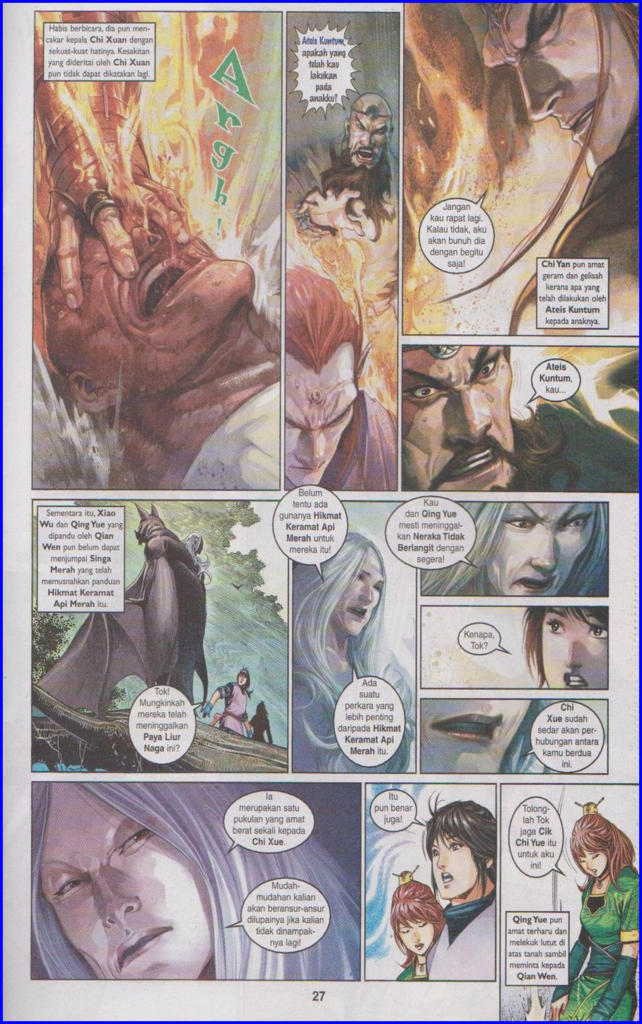 Habis berbicara, dia pun men-
cakar kepala Chi Xuan dengan
sekuat-kuat hatinya. Kesakitan
yang dideritai oleh Chi Xuan
pun tidak dapat dikatakan lagi.
Argh!
Ateis Kuntum,
apakah yang
telah kau
lakukan
pada
anakku?
Jangan
kau rapat lagi.
Kalau tidak, aku
akan bunuh dia
dengan begitu
saja!
Chi Yan pun amat
geram dan gelisah
kerana apa yang
telah dilakukan oleh
Ateis Kuntum
kepada anaknya.
Ateis
Kuntum,
kau...
Sementara itu, Xiao
Wu dan Qing Yue yang
dipandu oleh Qian
Wen pun belum dapat
menjumpai Singa
Merah yang telah
memusnahkan panduan
Hikmat Keramat
Api Merah itu.
Tok!
Mungkinkah
mereka telah
meninggalkan
Paya Liur
Naga ini?
Belum
tentu ada
gunanya Hikmat
Keramat Api
Merah untuk
mereka itu!
Ada
suatu
perkara yang
lebih penting
daripada Hikmat
Keramat Api
Merah itu.
Kau
dan Qing Yue
mesti meninggal-
kan Neraka Tidak
Berlangit dengan
segera!
Kenapa,
Tok?
Chi
Xue sudah
sedar akan per-
hubungan antara
kamu berdua
ini.
Ia
merupakan satu
pukulan yang amat
berat sekali kepada
Chi Xue.
Mudah-
mudahan kalian
akan beransur-ansur
dilupainya jika kalian
tidak dinampak-
nya lagi!
Itu
pun benar
juga!
Tolong-
lah Tok
jaga Cik
Chi Yue itu
untuk aku
ini!
Qing Yue pun
amat terharu dan
melekuk lutut di
atas tanah sambil
meminta kepada
Qian Wen.
27